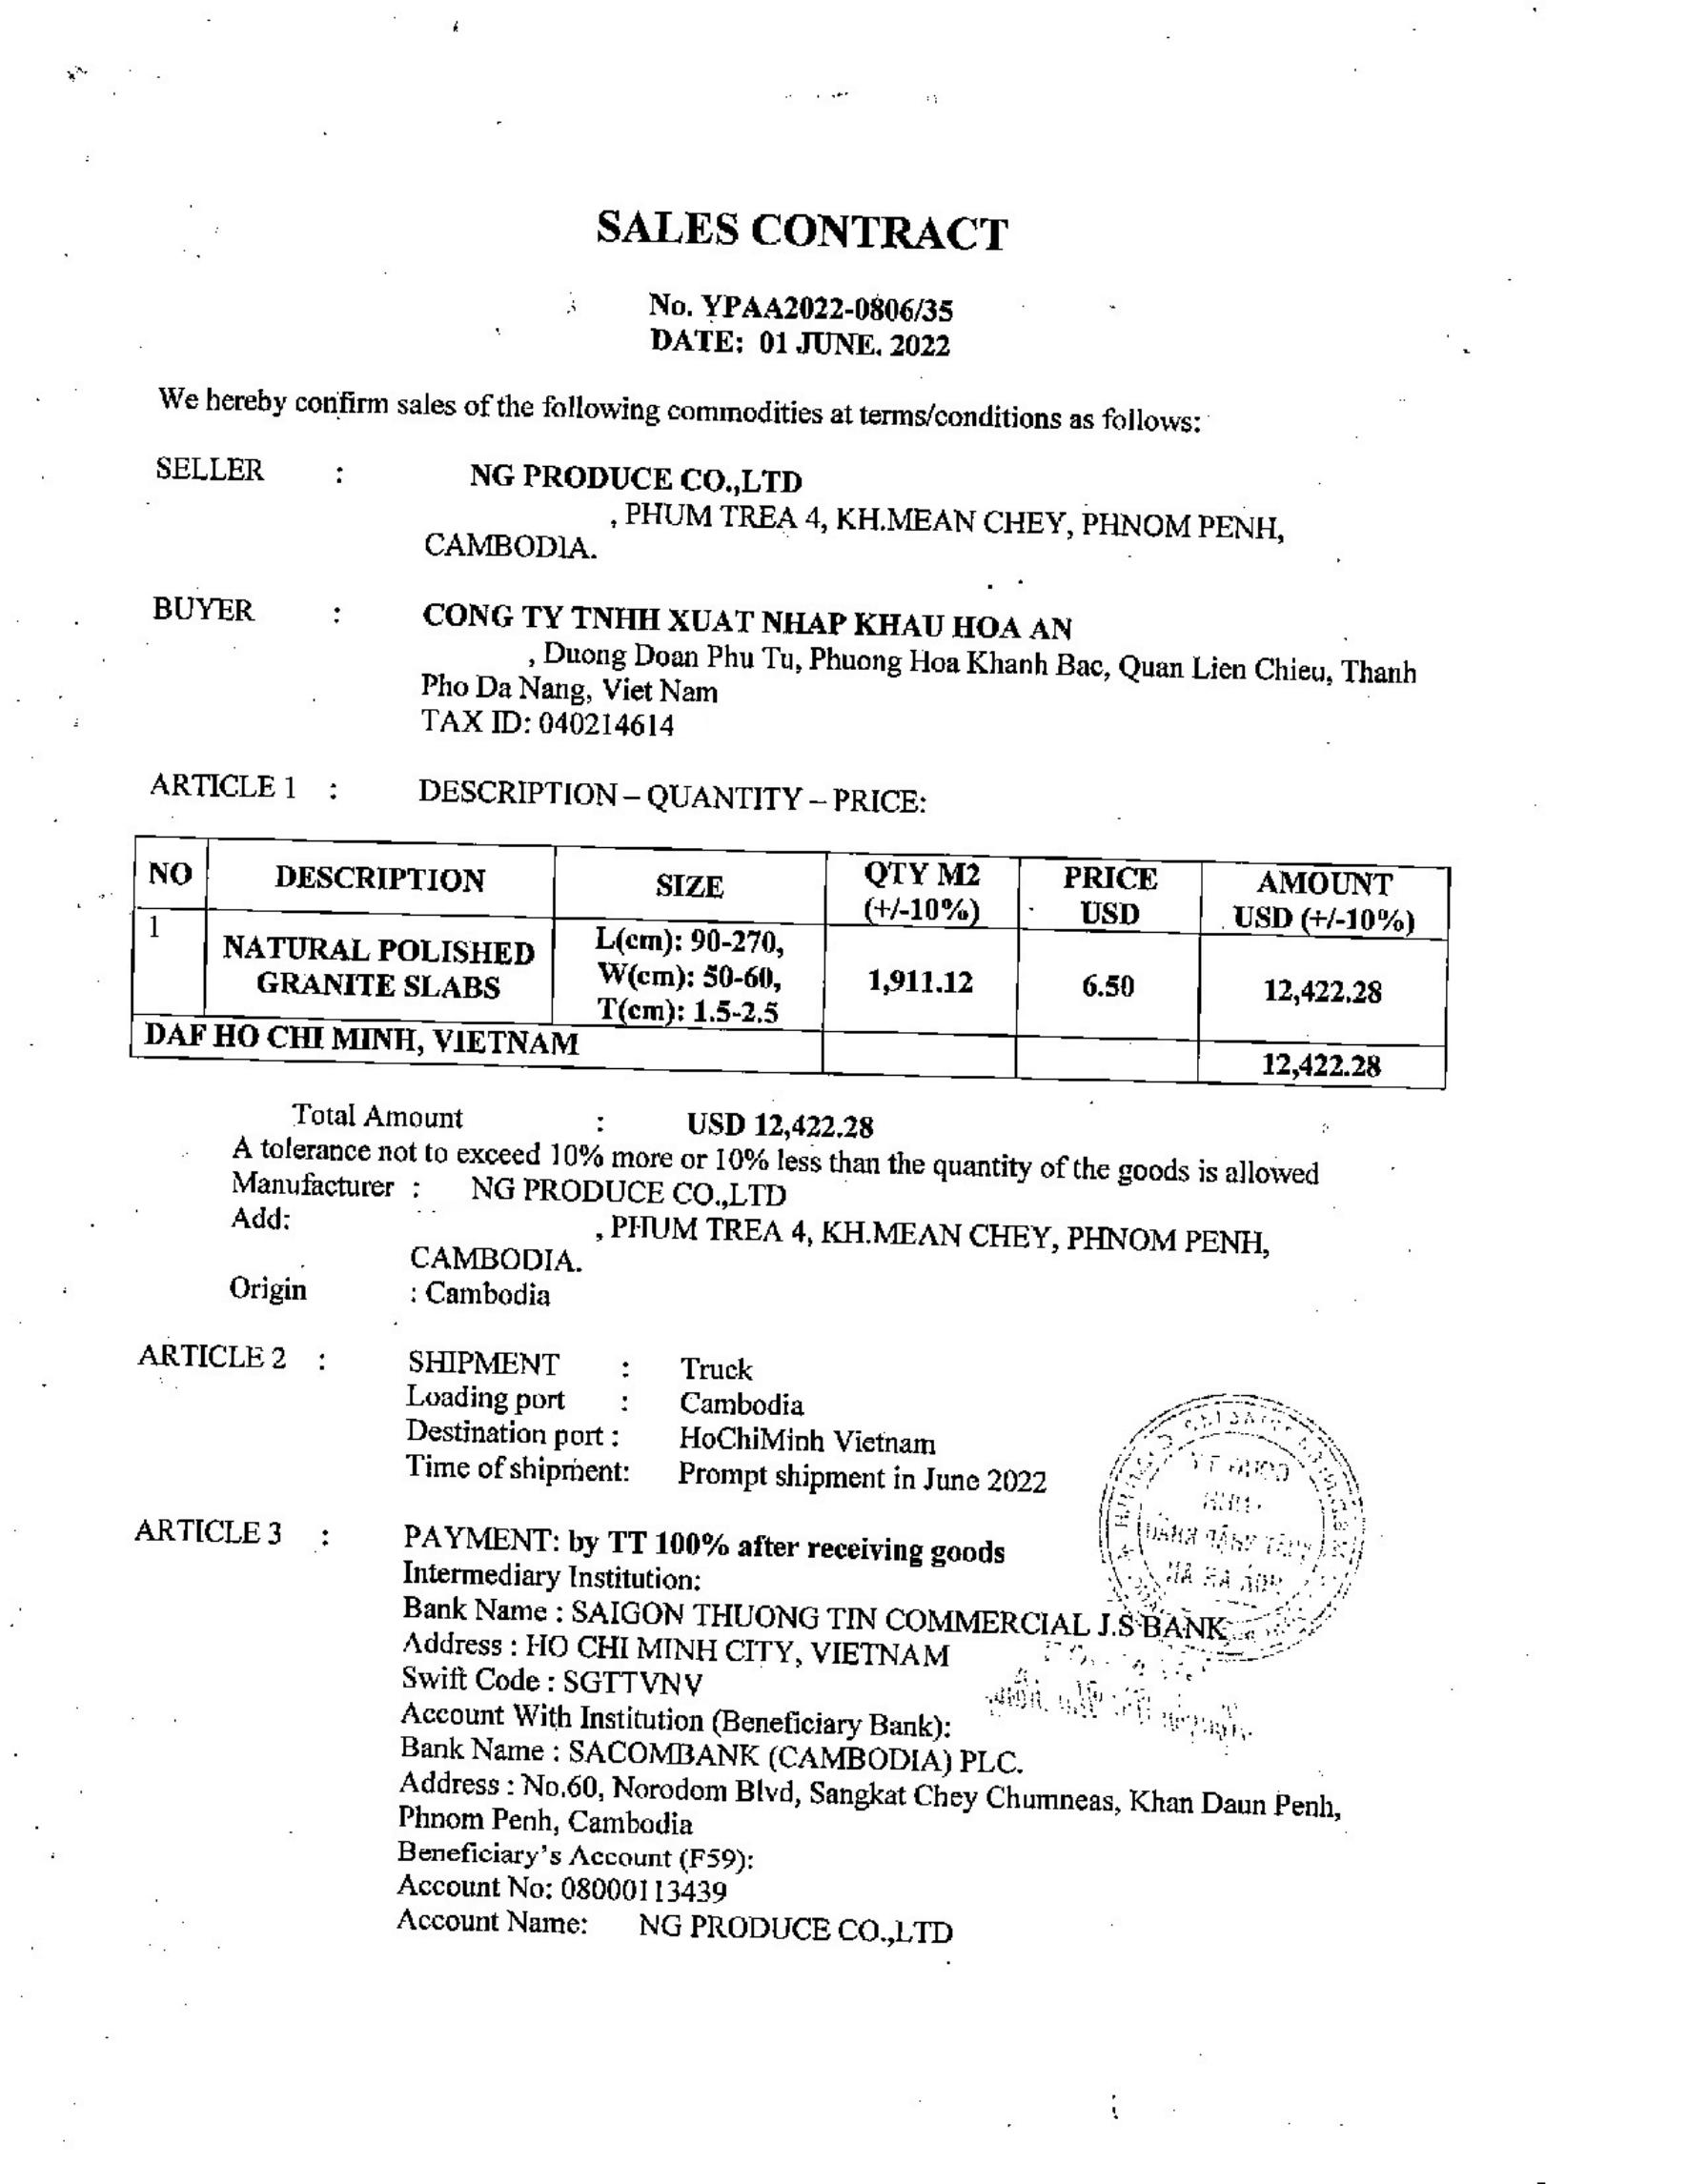 SALES CONTRACT
No. YPAA2022-0806/35
DATE: 01 JUNE. 2022
We hereby confirm sales of the following commodities at terms/conditions as follows:
SELLER : NG PRODUCE CO.,LTD
, PHUM TREA 4, KH.MEAN CHEY, PHNOM PENH,
CAMBODIA.
BUYER : CONG TY TNHH XUAT NHAP KHAU HOA AN
, Duong Doan Phu Tu, Phuong Hoa Khanh Bac, Quan Lien Chieu, Thanh
Pho Da Nang, Viet Nam
TAX ID: 040214614
ARTICLE 1 : DESCRIPTION – QUANTITY – PRICE:
NO DESCRIPTION SIZE QTY M2 (+/-10%) PRICE USD AMOUNT USD (+/-10%)
1 NATURAL POLISHED GRANITE SLABS L(cm): 90-270, W(cm): 50-60, T(cm): 1.5-2.5 1,911.12 6.50 12,422.28
DAF HO CHI MINH, VIETNAM 12,422.28
Total Amount : USD 12,422.28
A tolerance not to exceed 10% more or 10% less than the quantity of the goods is allowed
Manufacturer : NG PRODUCE CO.,LTD
Add: , PHUM TREA 4, KH.MEAN CHEY, PHNOM PENH,
CAMBODIA.
Origin : Cambodia
ARTICLE 2 : SHIPMENT : Truck
Loading port : Cambodia
Destination port : HoChiMinh Vietnam
Time of shipment: Prompt shipment in June 2022
ARTICLE 3 : PAYMENT: by TT 100% after receiving goods
Intermediary Institution:
Bank Name : SAIGON THUONG TIN COMMERCIAL J.S BANK
Address : HO CHI MINH CITY, VIETNAM
Swift Code : SGTTVNV
Account With Institution (Beneficiary Bank):
Bank Name : SACOMBANK (CAMBODIA) PLC.
Address : No.60, Norodom Blvd, Sangkat Chey Chumneas, Khan Daun Penh,
Phnom Penh, Cambodia
Beneficiary's Account (F59):
Account No: 08000113439
Account Name: NG PRODUCE CO.,LTD